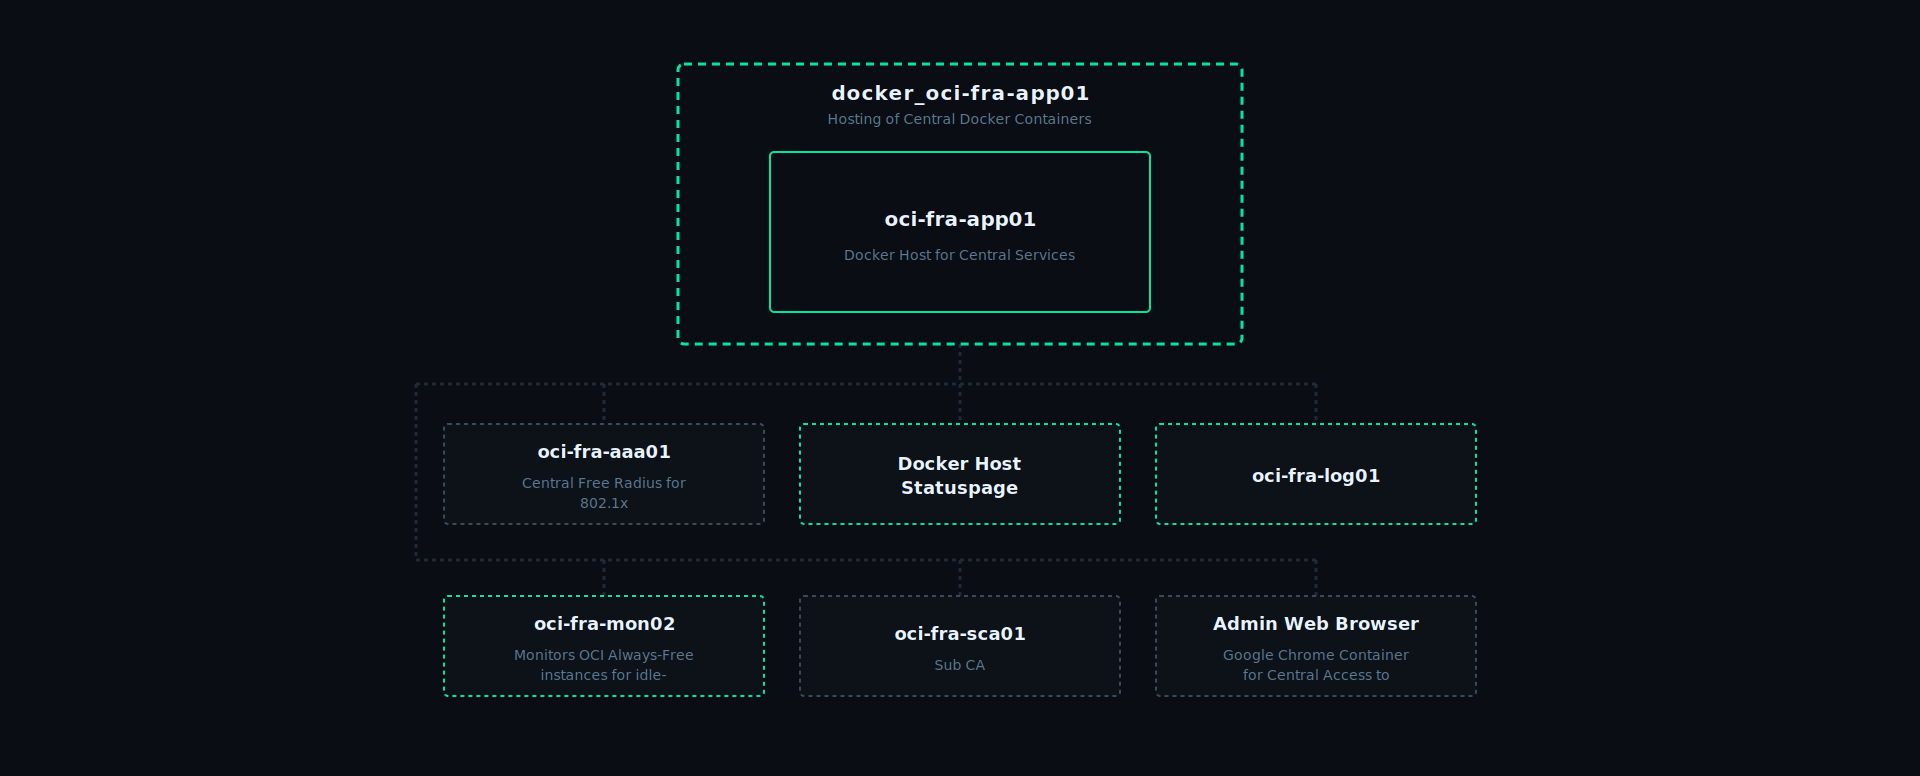 docker_oci-fra-app01
Hosting of Central Docker Containers
oci-fra-app01
Docker Host for Central Services
oci-fra-aaa01
Central Free Radius for
802.1x
Docker Host
Statuspage
oci-fra-log01
oci-fra-mon02
Monitors OCI Always-Free
instances for idle-
oci-fra-sca01
Sub CA
Admin Web Browser
Google Chrome Container
for Central Access to